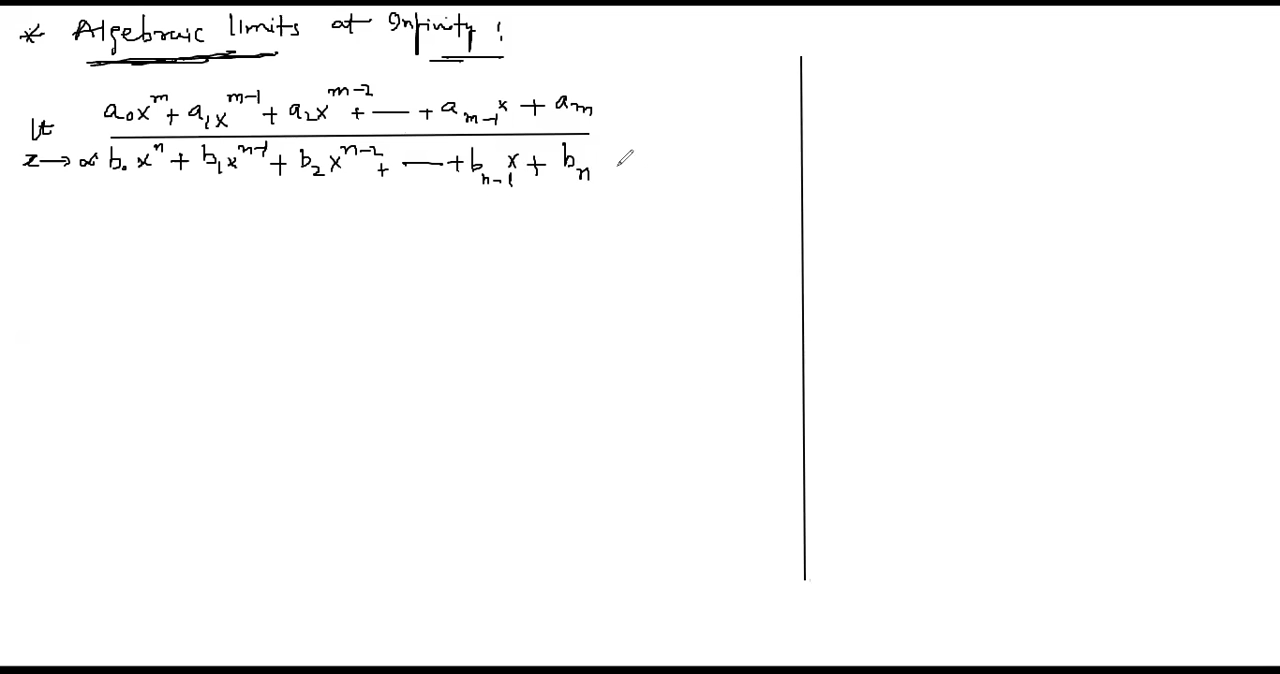 * Algebraic limits at Infinity :
lt x→∝ (a₀x^m + a₁x^(m-1) + a₂x^(m-2) + — + a_(m-1) x + a_m) / (b₀ x^n + b₁x^(n-1) + b₂x^(n-2) + — + b_(n-1) x + b_n)